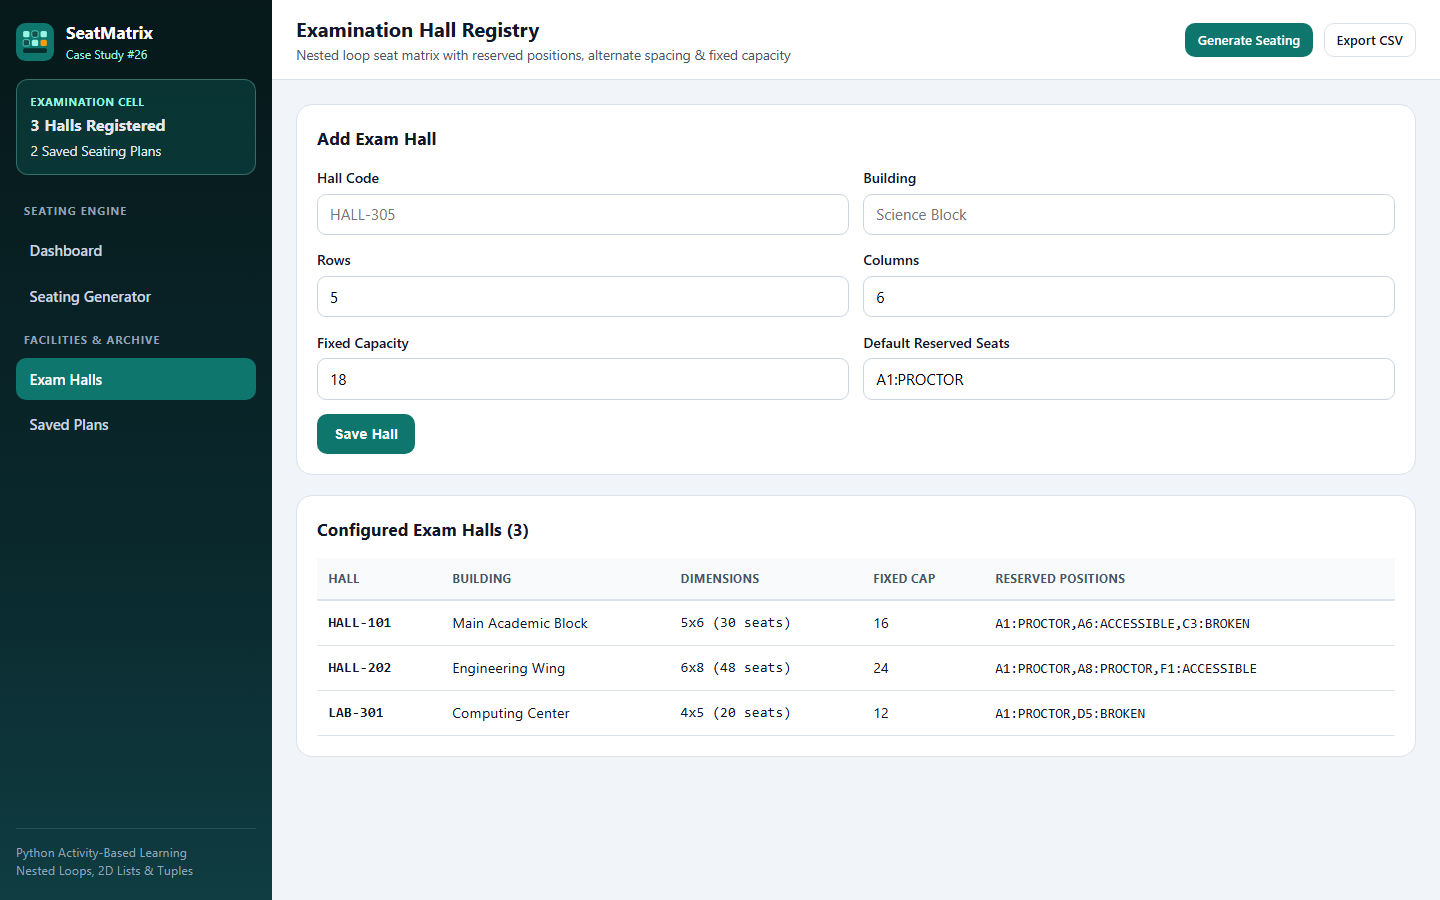 SeatMatrix
Case Study #26
EXAMINATION CELL
3 Halls Registered
2 Saved Seating Plans
SEATING ENGINE
Dashboard
Seating Generator
FACILITIES & ARCHIVE
Exam Halls
Saved Plans
Python Activity-Based Learning
Nested Loops, 2D Lists & Tuples
Examination Hall Registry
Nested loop seat matrix with reserved positions, alternate spacing & fixed capacity
Generate Seating
Export CSV
Add Exam Hall
Hall Code Building
HALL-305 Science Block
Rows Columns
5 6
Fixed Capacity Default Reserved Seats
18 A1:PROCTOR
Save Hall
Configured Exam Halls (3)
HALL BUILDING DIMENSIONS FIXED CAP RESERVED POSITIONS
HALL-101 Main Academic Block 5x6 (30 seats) 16 A1:PROCTOR,A6:ACCESSIBLE,C3:BROKEN
HALL-202 Engineering Wing 6x8 (48 seats) 24 A1:PROCTOR,A8:PROCTOR,F1:ACCESSIBLE
LAB-301 Computing Center 4x5 (20 seats) 12 A1:PROCTOR,D5:BROKEN